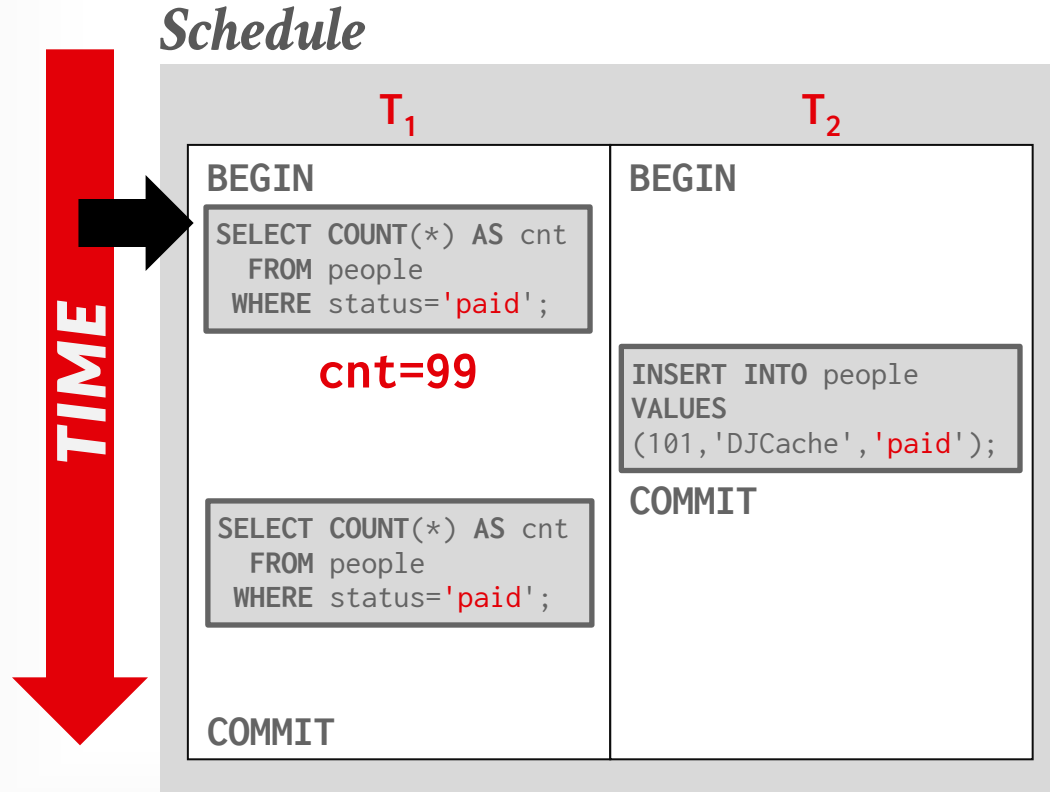 Schedule
TIME
T1
T2
BEGIN
SELECT COUNT(*) AS cnt
FROM people
WHERE status='paid';
cnt=99
SELECT COUNT(*) AS cnt
FROM people
WHERE status='paid';
COMMIT
BEGIN
INSERT INTO people
VALUES
(101,'DJCache','paid');
COMMIT